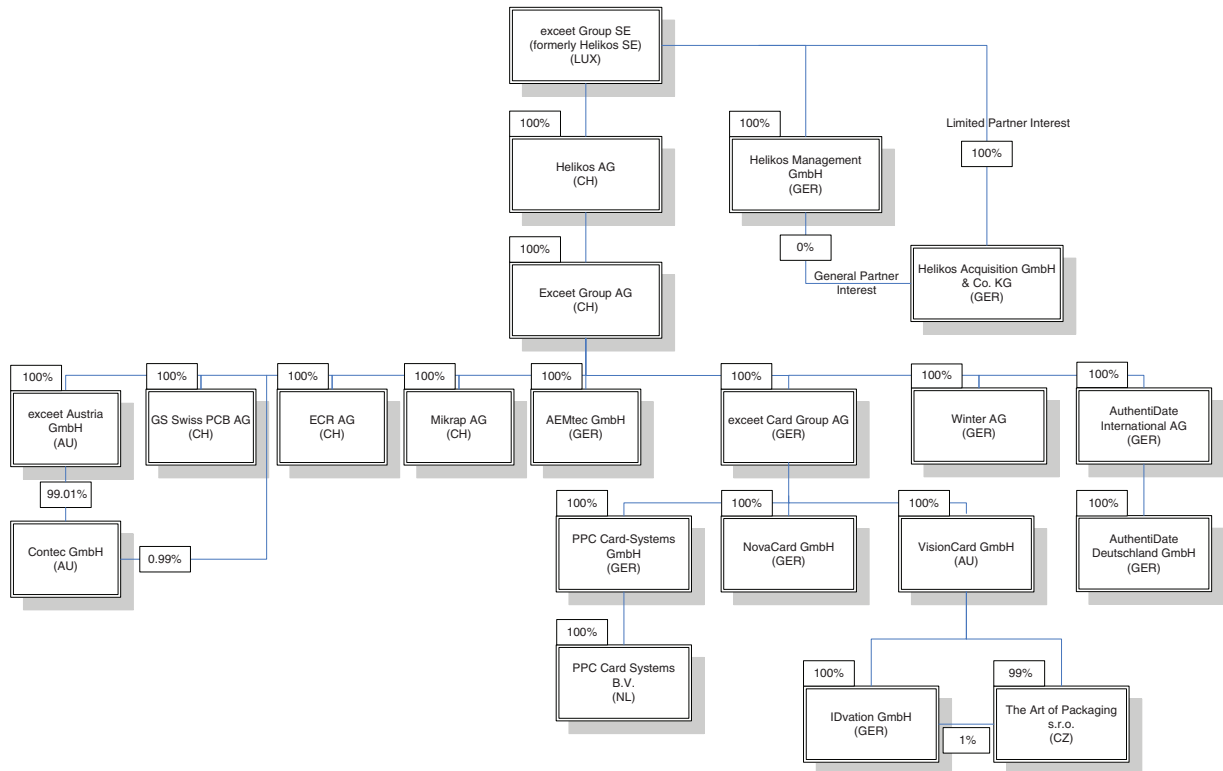 exceet Group SE
(formerly Helikos SE)
(LUX)
100%
Helikos AG
(CH)
100%
Helikos Management
GmbH
(GER)
Limited Partner Interest
100%
0%
General Partner
Interest
Helikos Acquisition GmbH
& Co. KG
(GER)
100%
Exceet Group AG
(CH)
100%
exceet Austria
GmbH
(AU)
100%
GS Swiss PCB AG
(CH)
100%
ECR AG
(CH)
100%
Mikrap AG
(CH)
100%
AEMtec GmbH
(GER)
100%
exceet Card Group AG
(GER)
100%
Winter AG
(GER)
100%
AuthentiDate
International AG
(GER)
99.01%
Contec GmbH
(AU)
0.99%
100%
PPC Card-Systems
GmbH
(GER)
100%
NovaCard GmbH
(GER)
100%
VisionCard GmbH
(AU)
100%
AuthentiDate
Deutschland GmbH
(GER)
100%
PPC Card Systems
B.V.
(NL)
100%
IDvation GmbH
(GER)
1%
99%
The Art of Packaging
s.r.o.
(CZ)